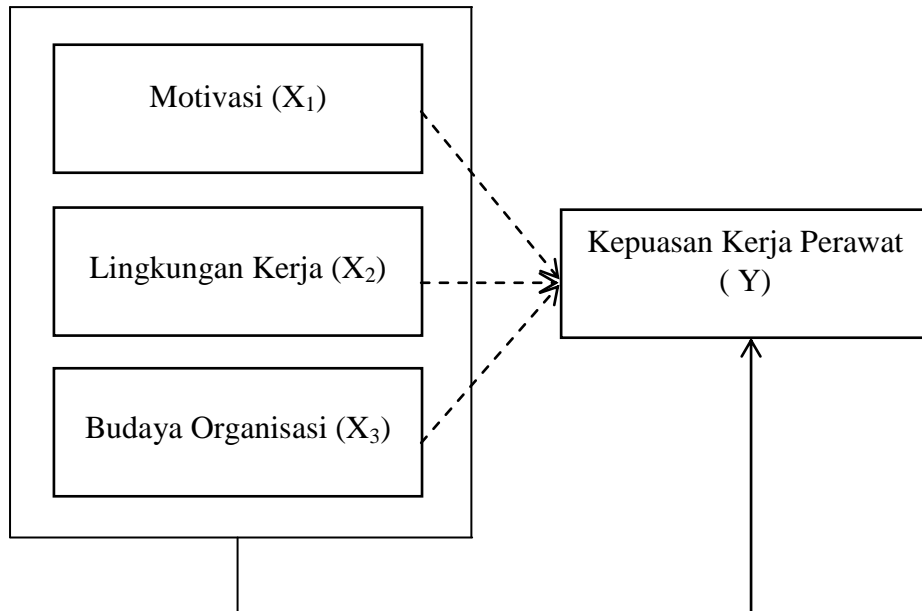 Motivasi (X₁)
Lingkungan Kerja (X₂)
Budaya Organisasi (X₃)
Kepuasan Kerja Perawat
( Y)